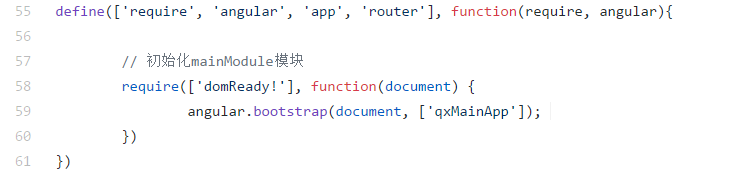 55 define(['require', 'angular', 'app', 'router'], function(require, angular){
56
57 // 初始化mainModule模块
58 require(['domReady!'], function(document) {
59 angular.bootstrap(document, ['qxMainApp']);
60 })
61 })